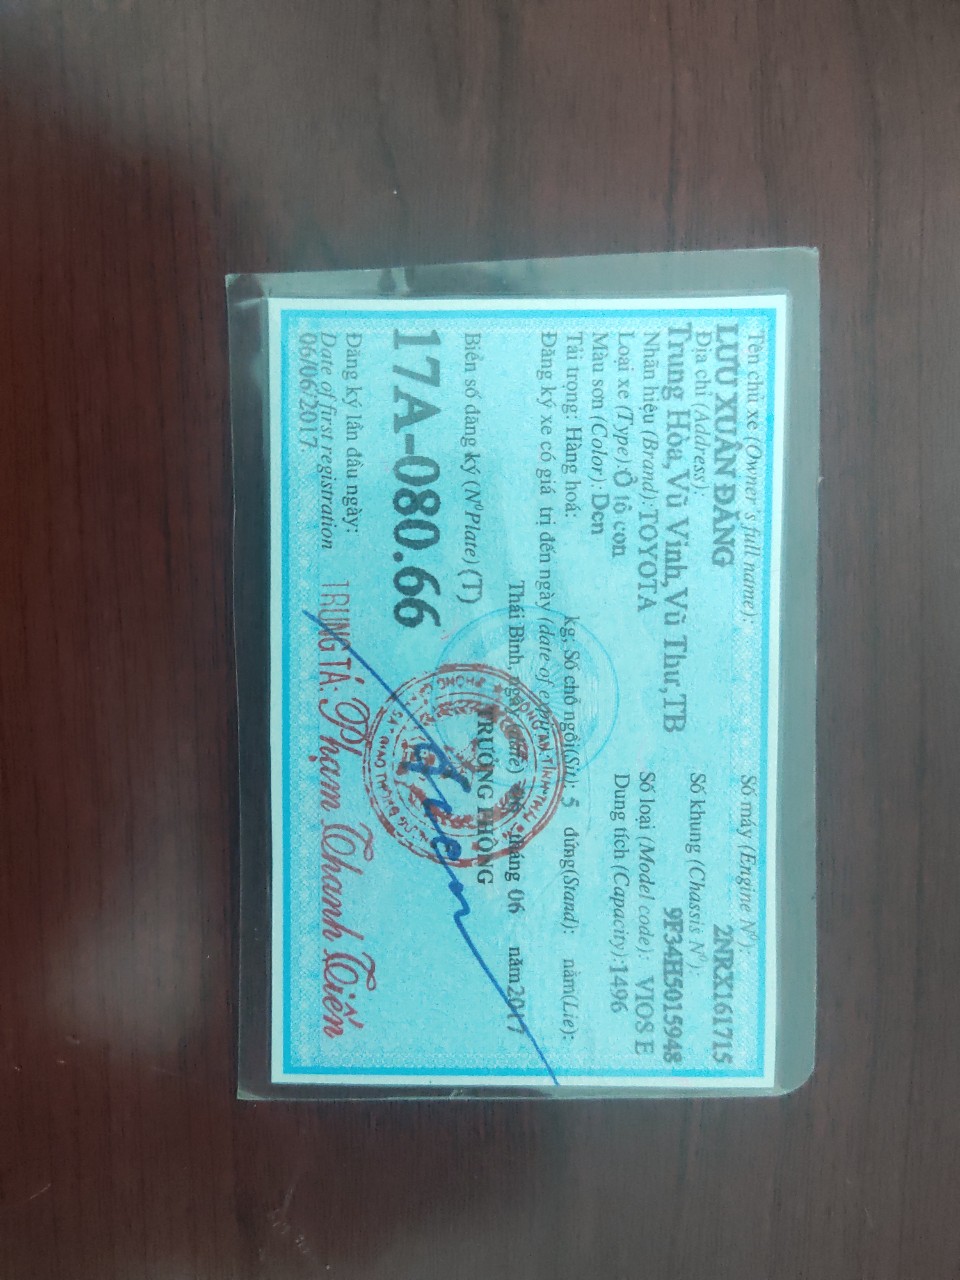 Tên chủ xe (Owner's full name):
LƯU XUÂN ĐĂNG
Địa chỉ (Address):
Trung Hòa,Vũ Vinh,Vũ Thư,TB
Nhãn hiệu (Brand): TOYOTA
Loại xe (Type): Ô tô con
Màu sơn (Color): Đen
Số máy (Engine N⁰):
2NRX161715
Số khung (Chassis N⁰):
9F34H5015948
Số loại (Model code): VIOS E
Dung tích (Capacity): 1496
Tải trọng: Hàng hoá: kg; Số chỗ ngồi(Sit): 5 đứng(Stand): nằm(Lie):
Đăng ký xe có giá trị đến ngày (date of expiry):
Thái Bình, ngày (date) 06 tháng 06 năm 2017
TRƯỞNG PHÒNG
Biển số đăng ký (N⁰Plate) (T)
17A-080.66
Đăng ký lần đầu ngày:
Date of first registration
06/06/2017.
TRUNG TÁ: Phạm Thanh Tiến